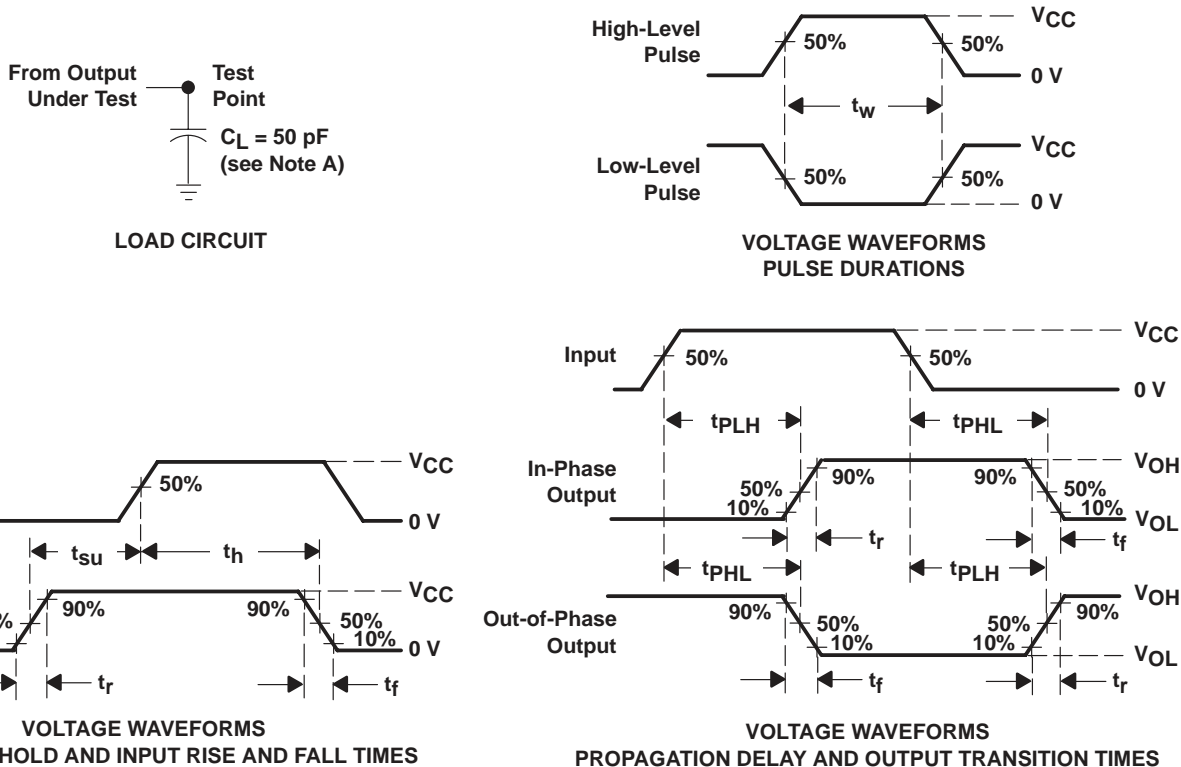 From Output
Under Test
Test
Point
CL = 50 pF
(see Note A)
LOAD CIRCUIT
High-Level
Pulse
50%
50%
VCC
0 V
tw
Low-Level
Pulse
50%
50%
VCC
0 V
VOLTAGE WAVEFORMS
PULSE DURATIONS
50%
VCC
0 V
tsu
th
%
90%
90%
50%
10%
VCC
0 V
tr
tf
VOLTAGE WAVEFORMS
HOLD AND INPUT RISE AND FALL TIMES
Input
50%
50%
VCC
0 V
tPLH
tPHL
In-Phase
Output
50%
10%
90%
90%
50%
10%
VOH
VOL
tr
tf
tPHL
tPLH
Out-of-Phase
Output
90%
50%
10%
50%
10%
90%
VOH
VOL
tf
tr
VOLTAGE WAVEFORMS
PROPAGATION DELAY AND OUTPUT TRANSITION TIMES